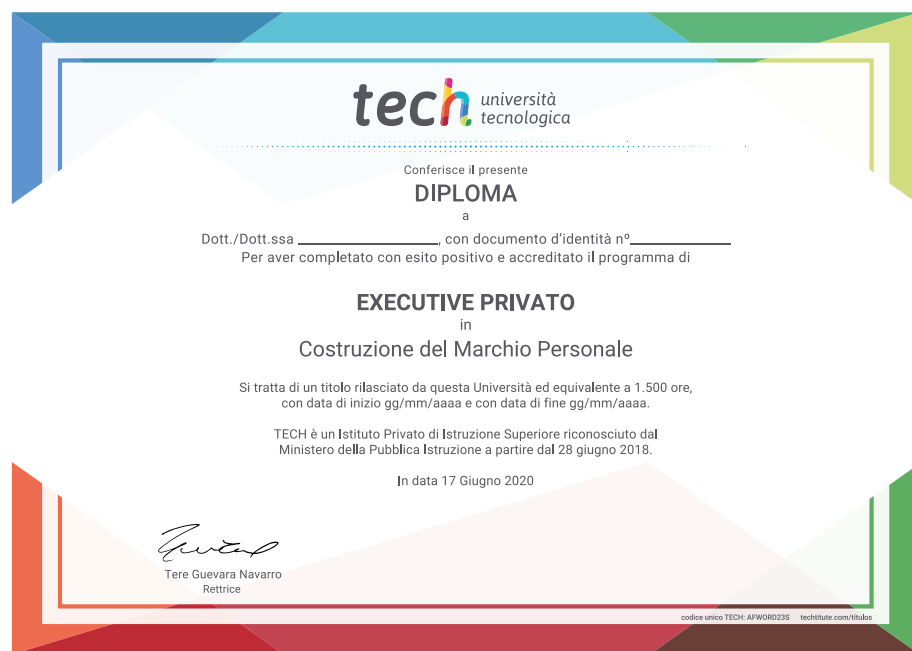 tech università
tecnologica
Conferisce il presente
DIPLOMA
a
Dott./Dott.ssa ____________________, con documento d'identità nº______________
Per aver completato con esito positivo e accreditato il programma di
EXECUTIVE PRIVATO
in
Costruzione del Marchio Personale
Si tratta di un titolo rilasciato da questa Università ed equivalente a 1.500 ore,
con data di inizio gg/mm/aaaa e con data di fine gg/mm/aaaa.
TECH è un Istituto Privato di Istruzione Superiore riconosciuto dal
Ministero della Pubblica Istruzione a partire dal 28 giugno 2018.
In data 17 Giugno 2020
Tere Guevara Navarro
Rettrice
codice unico TECH: AFWORD23S techtitute.com/títulos